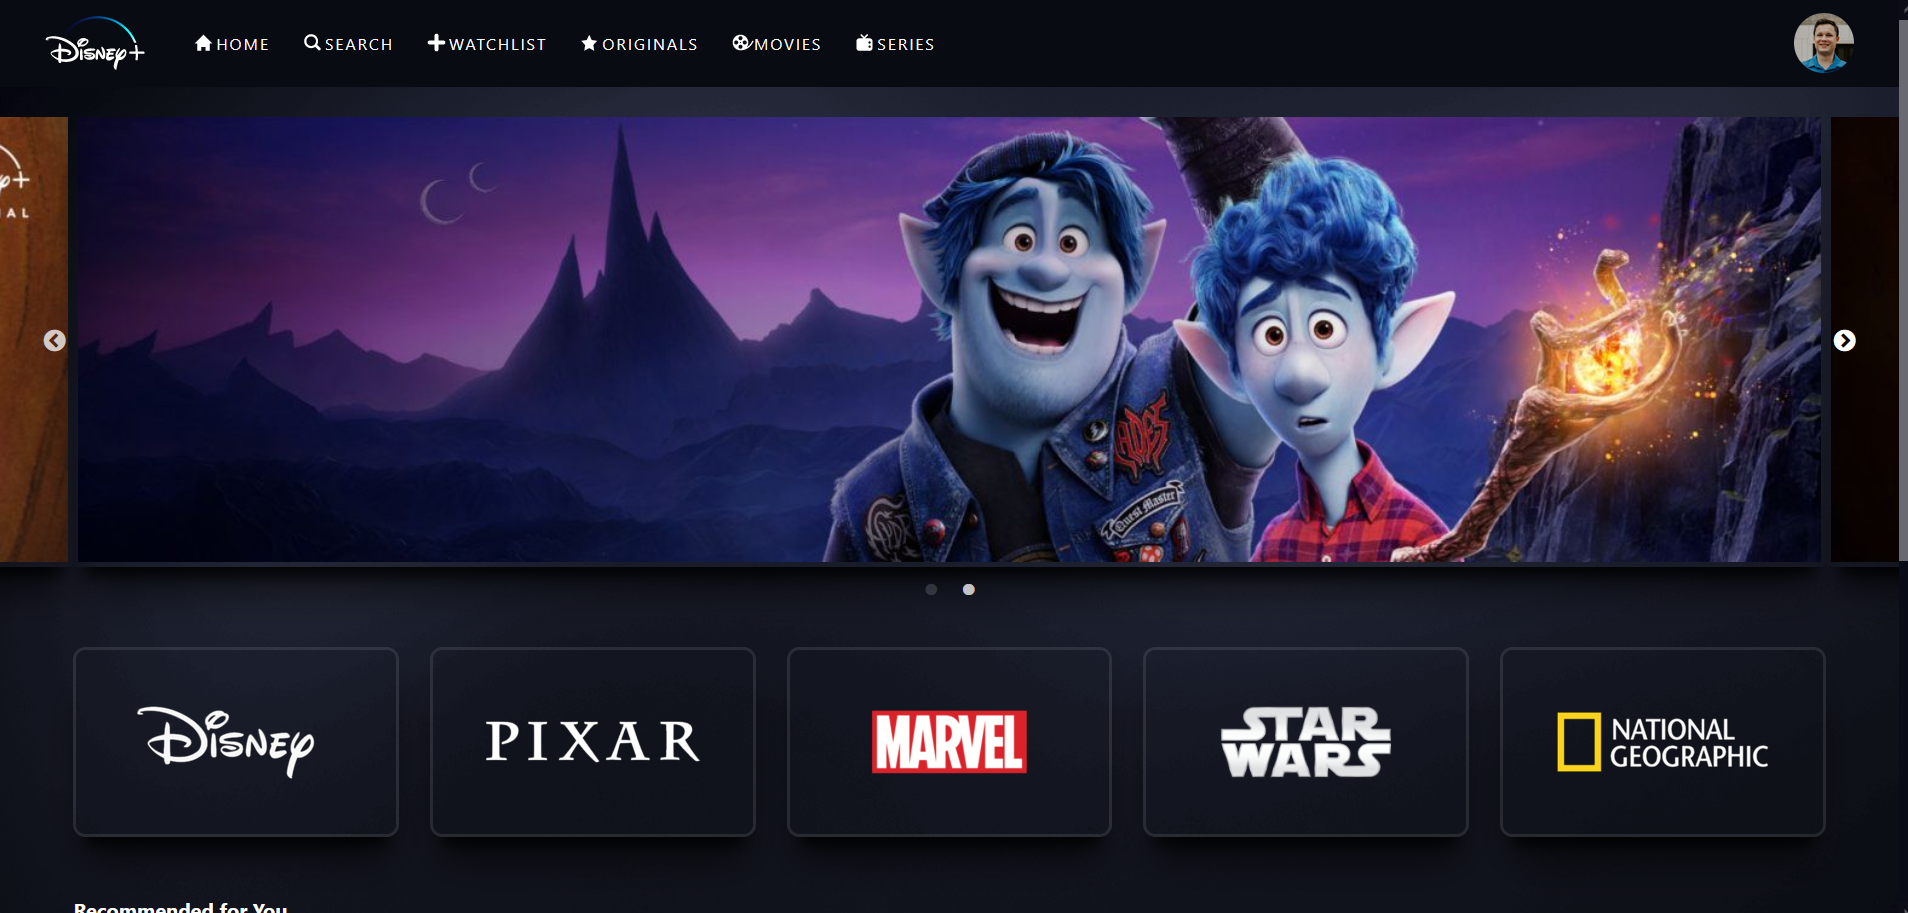 Disney+
HOME
SEARCH
WATCHLIST
ORIGINALS
MOVIES
SERIES
Quest Master
Disney
PIXAR
MARVEL
STAR
WARS
NATIONAL
GEOGRAPHIC
Recommended for You